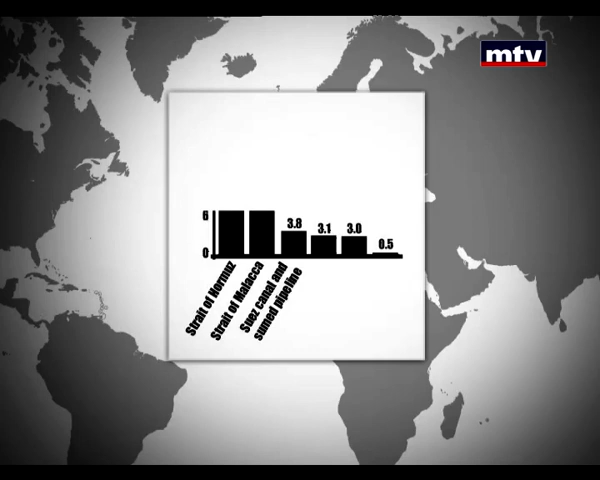 mtv
6
3.8
3.1
3.0
0.5
0
Strait of Hormuz
Strait of Malacca
Suez canal and
sumed pipeline